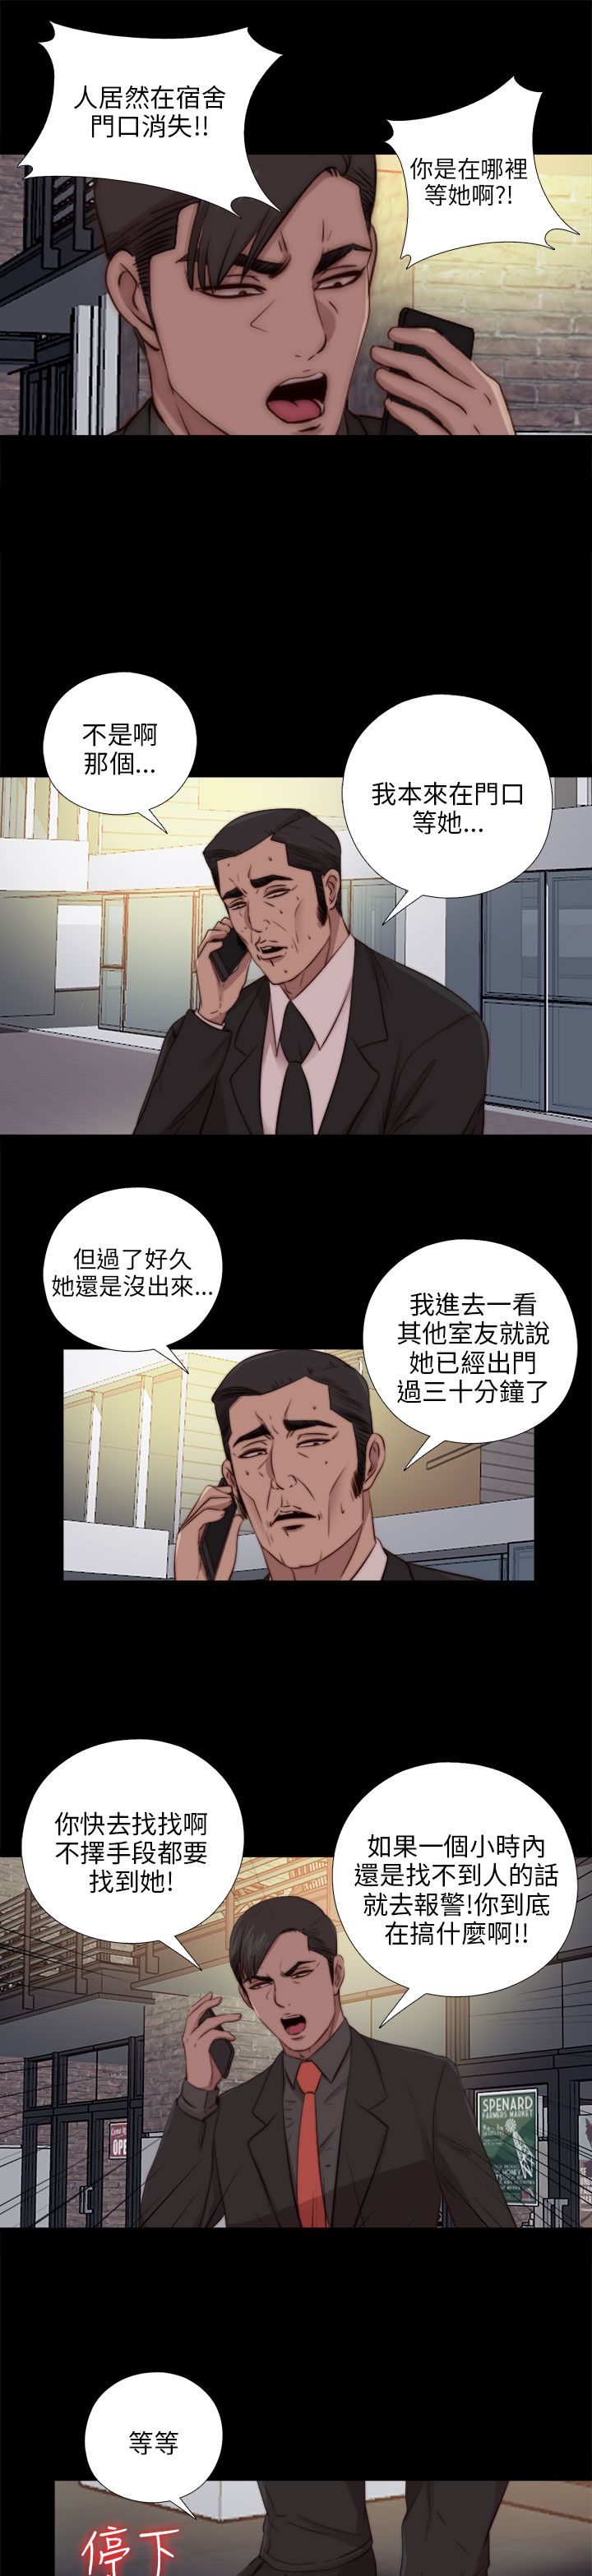 人居然在宿舍
門口消失!!
你是在哪裡
等她啊?!
不是啊
那個...
我本來在門口
等她...
但過了好久
她還是沒出來...
我進去一看
其他室友就說
她已經出門
過三十分鐘了
你快去找找啊
不擇手段都要
找到她!
如果一個小時內
還是找不到人的話
就去報警!你到底
在搞什麼啊!!
OPE
SPENARD
FARMERS MARKET
等等
停下